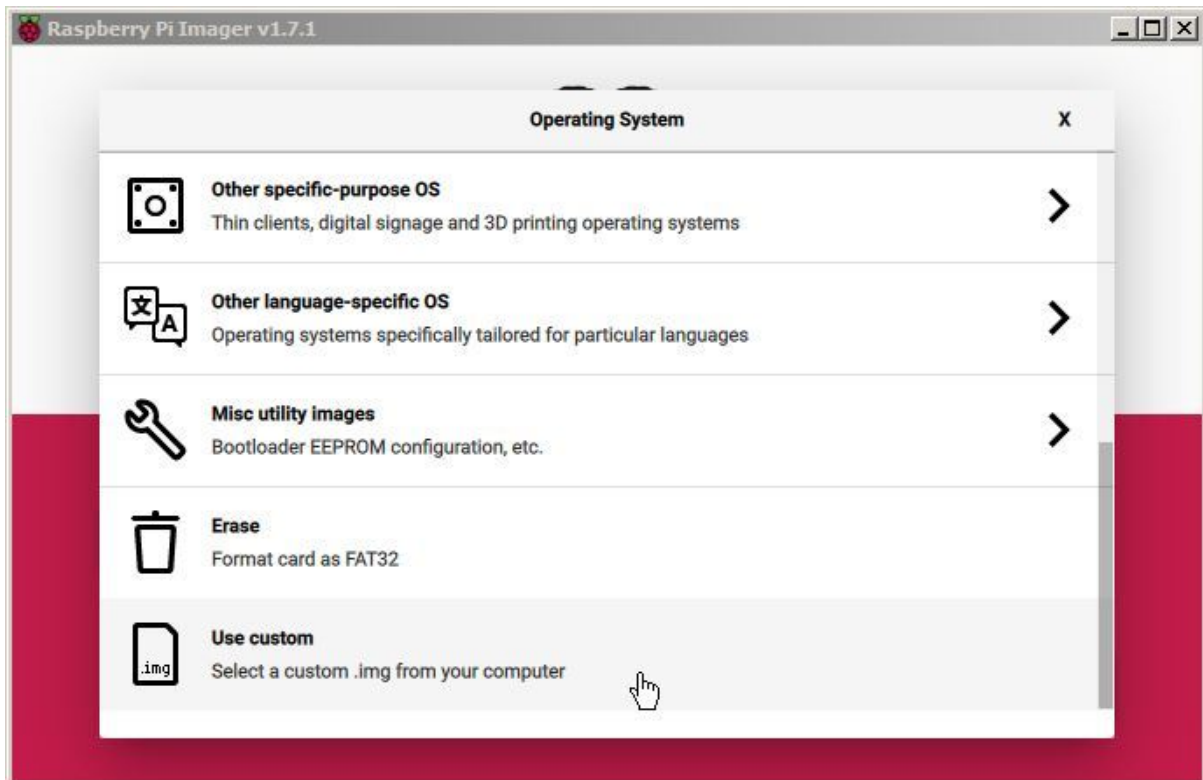 Raspberry Pi Imager v1.7.1
Operating System
X
Other specific-purpose OS
Thin clients, digital signage and 3D printing operating systems
文
A
Other language-specific OS
Operating systems specifically tailored for particular languages
Misc utility images
Bootloader EEPROM configuration, etc.
Erase
Format card as FAT32
.img
Use custom
Select a custom .img from your computer